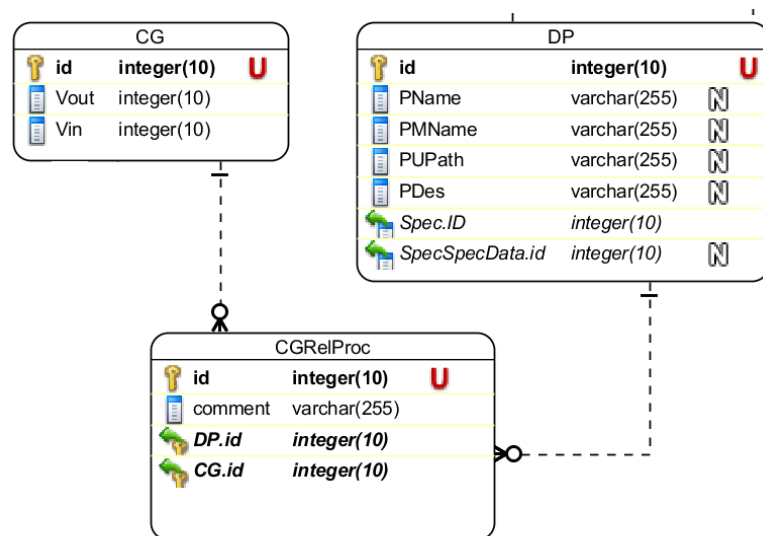 CG
id integer(10) U
Vout integer(10)
Vin integer(10)
DP
id integer(10) U
PName varchar(255) N
PMName varchar(255) N
PUPath varchar(255) N
PDes varchar(255) N
Spec.ID integer(10)
SpecSpecData.id integer(10) N
CGRelProc
id integer(10) U
comment varchar(255)
DP.id integer(10)
CG.id integer(10)